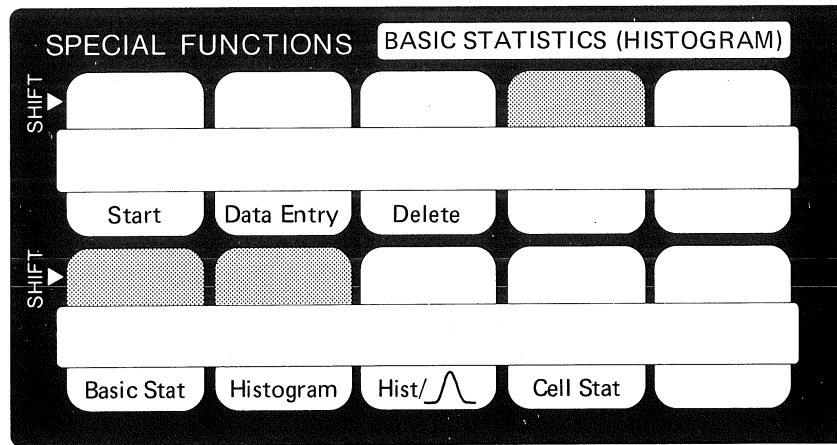 SPECIAL FUNCTIONS BASIC STATISTICS (HISTOGRAM)
SHIFT
Start Data Entry Delete
SHIFT
Basic Stat Histogram Hist/ Cell Stat